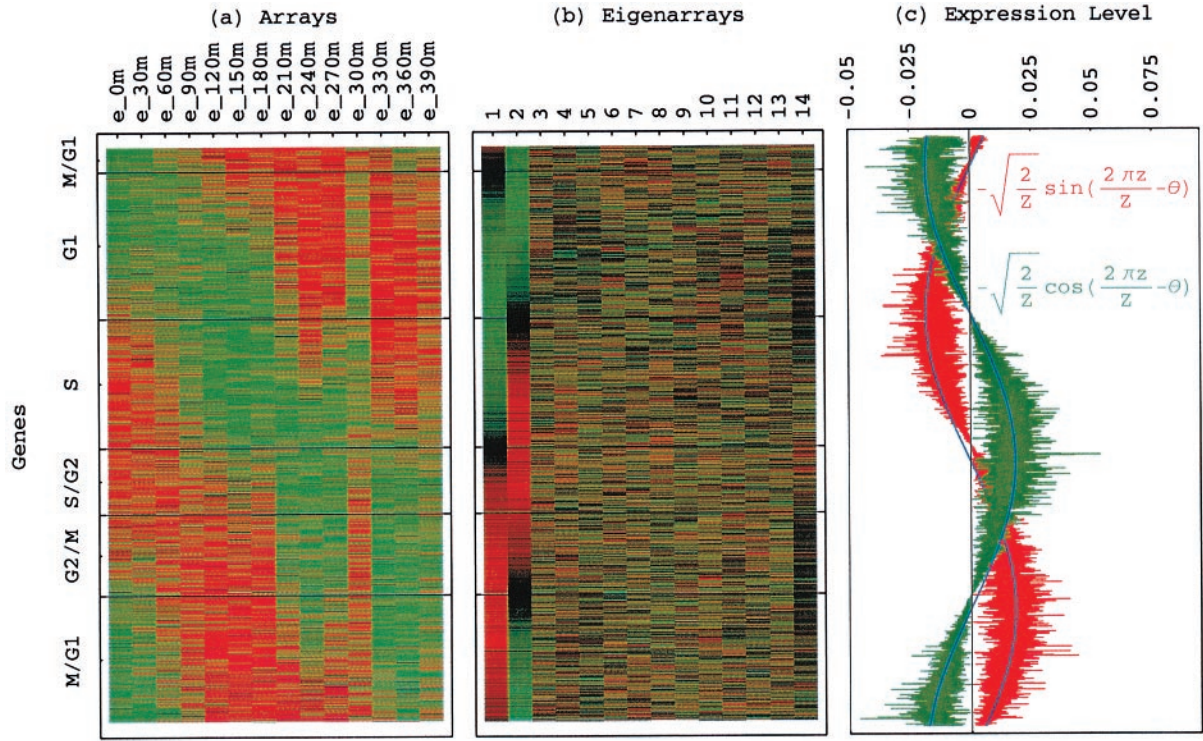 (a) Arrays
(b) Eigenarrays
(c) Expression Level
e_0m
e_30m
e_60m
e_90m
e_120m
e_150m
e_180m
e_210m
e_240m
e_270m
e_300m
e_330m
e_360m
e_390m
1
2
3
4
5
6
7
8
9
10
11
12
13
14
-0.05
-0.025
0
0.025
0.05
0.075
Genes
M/G1
G1
S
S/G2
G2/M
M/G1
-√(2/Z) sin(2πz/Z -θ)
-√(2/Z) cos(2πz/Z -θ)